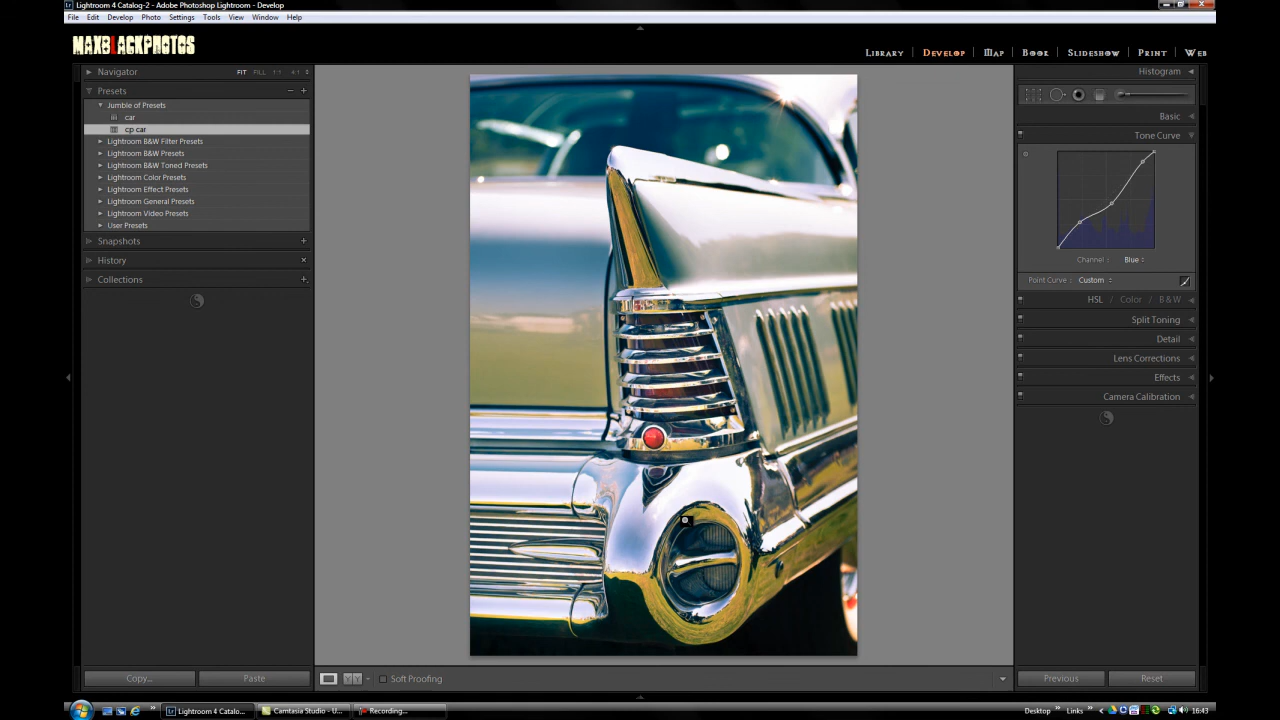 Lightroom 4 Catalog-2 - Adobe Photoshop Lightroom - Develop
File Edit Develop Photo Settings Tools View Window Help
MAXBLACKPHOTOS
Library | Develop | Map | Book | Slideshow | Print | Web
Navigator FIT FILL 1:1 4:1
Presets
Jumble of Presets
car
cp car
Lightroom B&W Filter Presets
Lightroom B&W Presets
Lightroom B&W Toned Presets
Lightroom Color Presets
Lightroom Effect Presets
Lightroom General Presets
Lightroom Video Presets
User Presets
Snapshots
History
Collections
Copy... Paste
Soft Proofing
Histogram
Basic
Tone Curve
Channel : Blue
Point Curve : Custom
HSL / Color / B & W
Split Toning
Detail
Lens Corrections
Effects
Camera Calibration
Previous Reset
Lightroom 4 Catalo... Camtasia Studio - U... Recording... Desktop Links 16:43